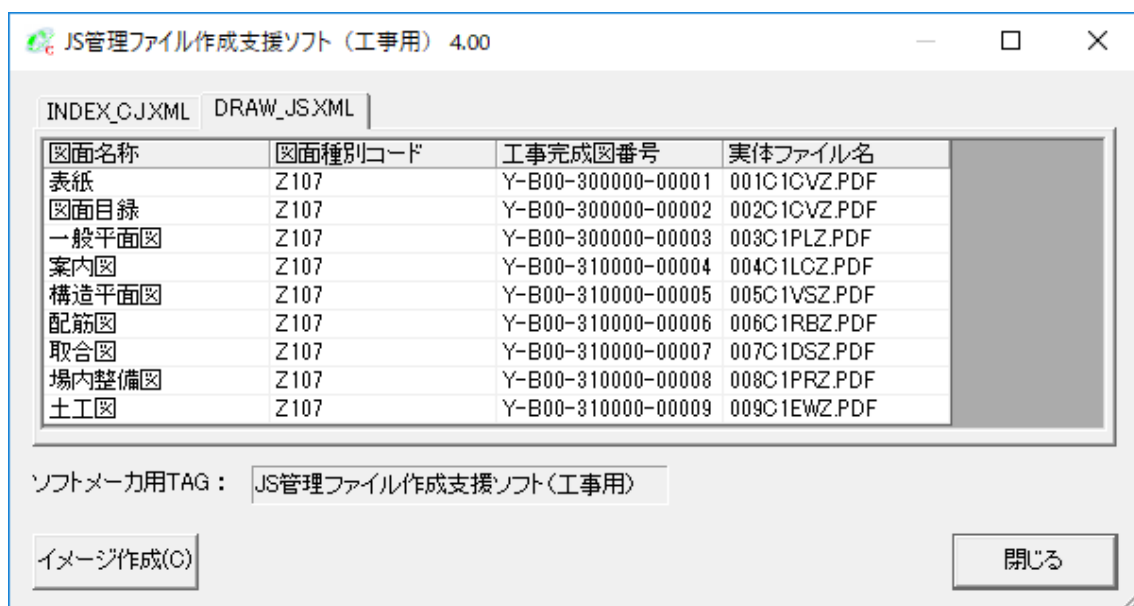 JS管理ファイル作成支援ソフト（工事用） 4.00
INDEX_CJ.XML DRAW_JS.XML
図面名称 図面種別コード 工事完成図番号 実体ファイル名
表紙 Z107 Y-B00-300000-00001 001C1CVZ.PDF
図面目録 Z107 Y-B00-300000-00002 002C1CVZ.PDF
一般平面図 Z107 Y-B00-300000-00003 003C1PLZ.PDF
案内図 Z107 Y-B00-310000-00004 004C1LCZ.PDF
構造平面図 Z107 Y-B00-310000-00005 005C1VSZ.PDF
配筋図 Z107 Y-B00-310000-00006 006C1RBZ.PDF
取合図 Z107 Y-B00-310000-00007 007C1DSZ.PDF
場内整備図 Z107 Y-B00-310000-00008 008C1PRZ.PDF
土工図 Z107 Y-B00-310000-00009 009C1EWZ.PDF
ソフトメーカ用TAG： JS管理ファイル作成支援ソフト(工事用)
イメージ作成(C) 閉じる